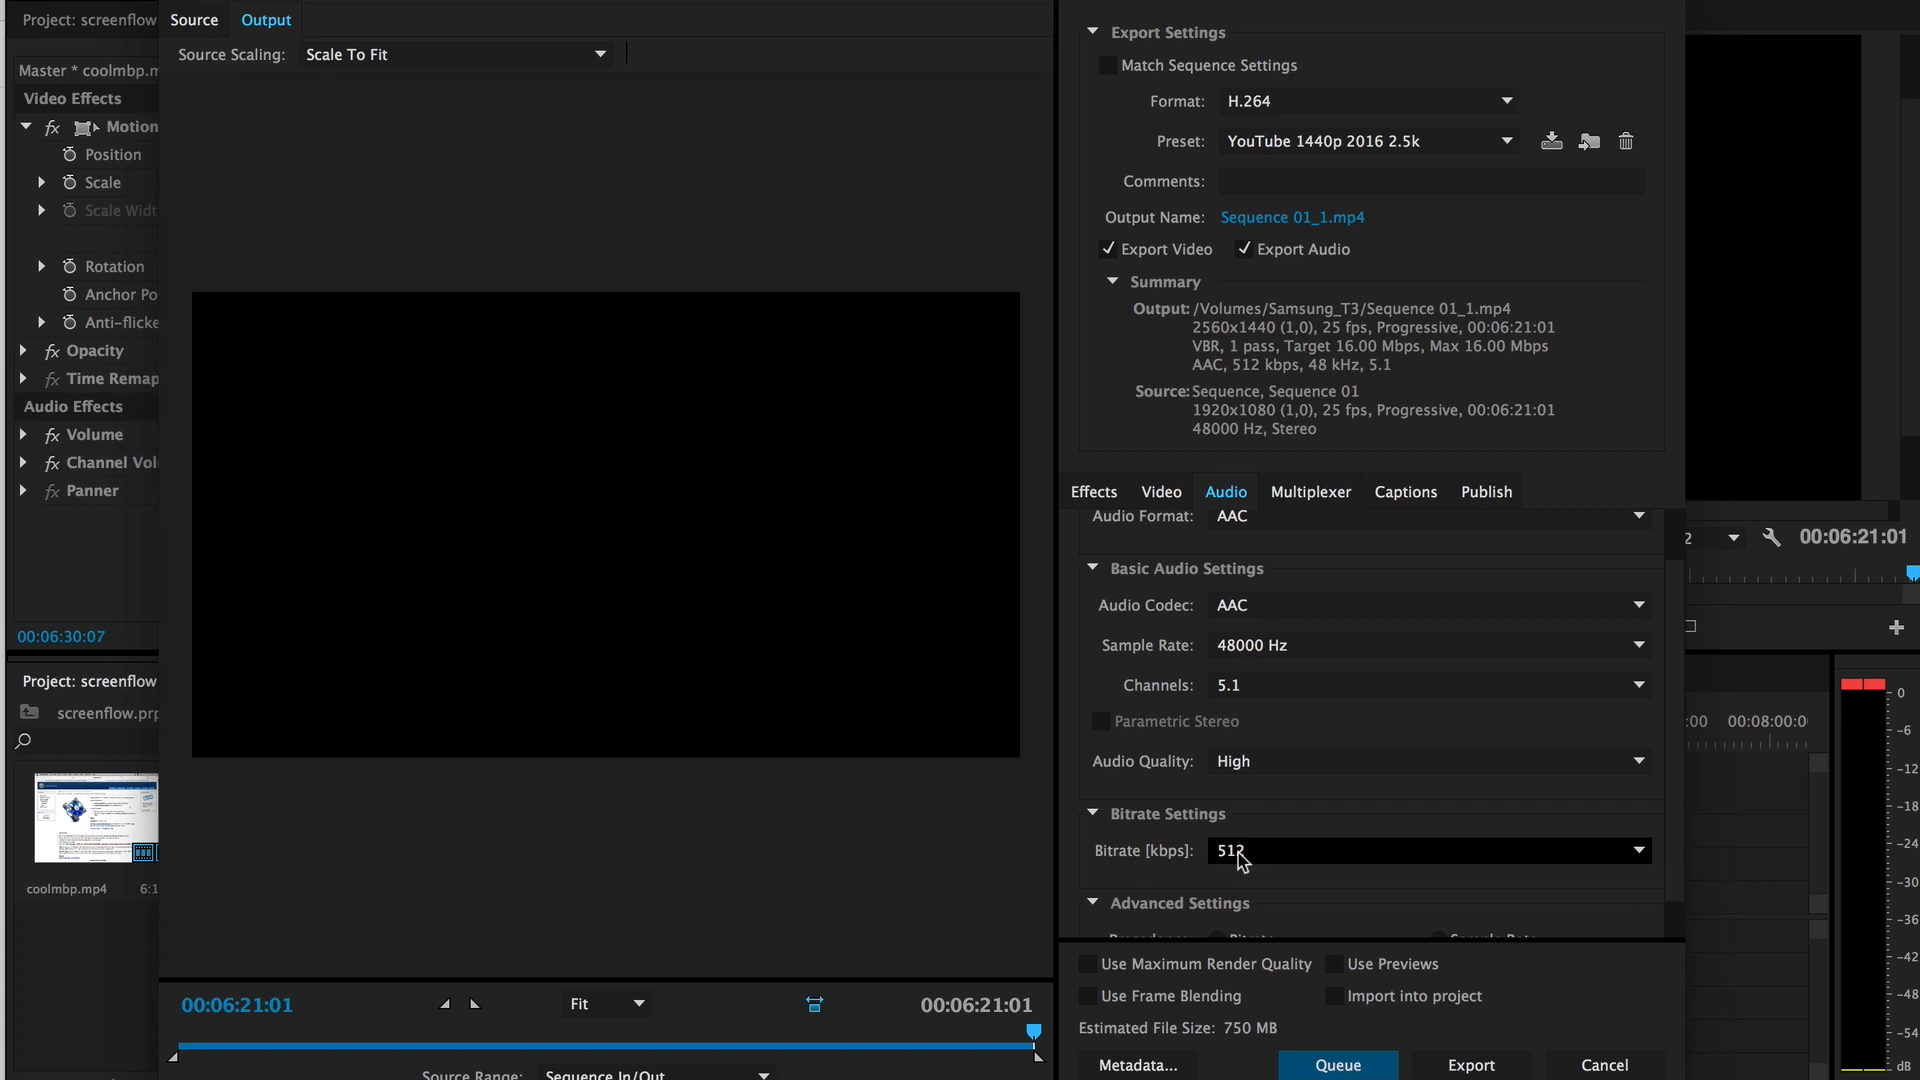 Project: screenflow
Source
Output
Source Scaling:
Scale To Fit
Master * coolmbp.m
Video Effects
fx Motion
Position
Scale
Scale Widt
Rotation
Anchor Po
Anti-flicke
fx Opacity
fx Time Remap
Audio Effects
fx Volume
fx Channel Vol
fx Panner
00:06:30:07
Project: screenflow
screenflow.prp
coolmbp.mp4
6:1
00:06:21:01
Fit
00:06:21:01
Source Range:
Sequence In/Out
Export Settings
Match Sequence Settings
Format: H.264
Preset: YouTube 1440p 2016 2.5k
Comments:
Output Name: Sequence 01_1.mp4
Export Video
Export Audio
Summary
Output: /Volumes/Samsung_T3/Sequence 01_1.mp4
2560x1440 (1,0), 25 fps, Progressive, 00:06:21:01
VBR, 1 pass, Target 16.00 Mbps, Max 16.00 Mbps
AAC, 512 kbps, 48 kHz, 5.1
Source: Sequence, Sequence 01
1920x1080 (1,0), 25 fps, Progressive, 00:06:21:01
48000 Hz, Stereo
Effects
Video
Audio
Multiplexer
Captions
Publish
Audio Format: AAC
Basic Audio Settings
Audio Codec: AAC
Sample Rate: 48000 Hz
Channels: 5.1
Parametric Stereo
Audio Quality: High
Bitrate Settings
Bitrate [kbps]: 512
Advanced Settings
Use Maximum Render Quality
Use Previews
Use Frame Blending
Import into project
Estimated File Size: 750 MB
Metadata...
Queue
Export
Cancel
2
00:06:21:01
:00
00:08:00:0
0
-6
-12
-18
-24
-30
-36
-42
-48
-54
dB